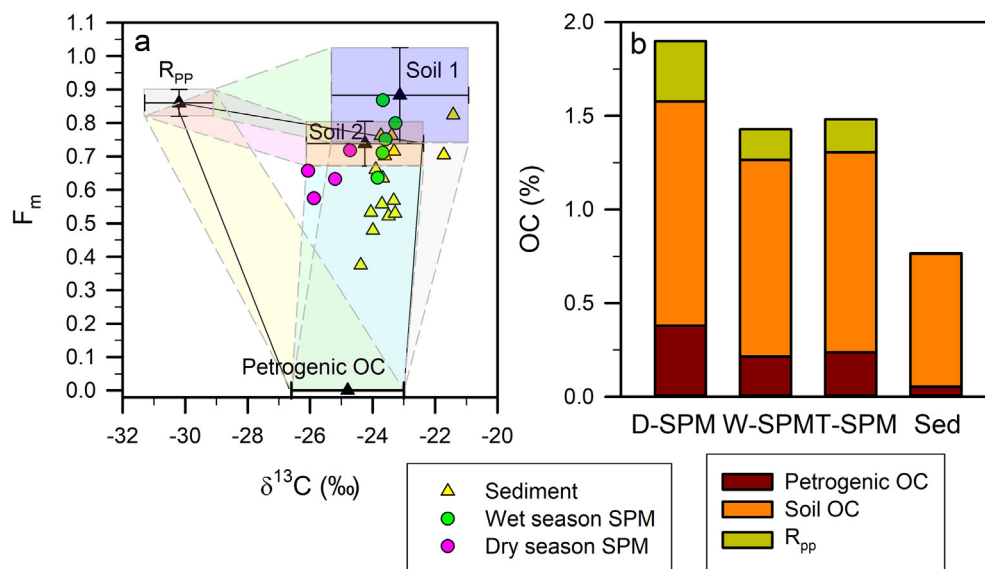 a
1.1
1.0
0.9
0.8
0.7
0.6
0.5
0.4
0.3
0.2
0.1
0.0
Fm
RPP
Soil 1
Soil 2
Petrogenic OC
-32 -30 -28 -26 -24 -22 -20
δ13C (‰)
b
2.0
1.5
1.0
0.5
0.0
OC (%)
D-SPM W-SPM T-SPM Sed
Sediment
Wet season SPM
Dry season SPM
Petrogenic OC
Soil OC
Rpp